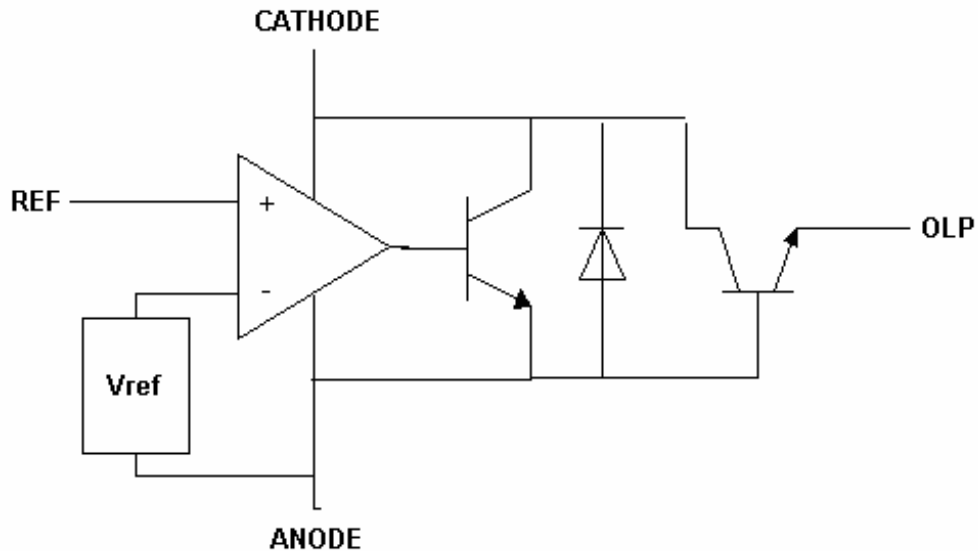 CATHODE
REF
+
OLP
-
Vref
ANODE